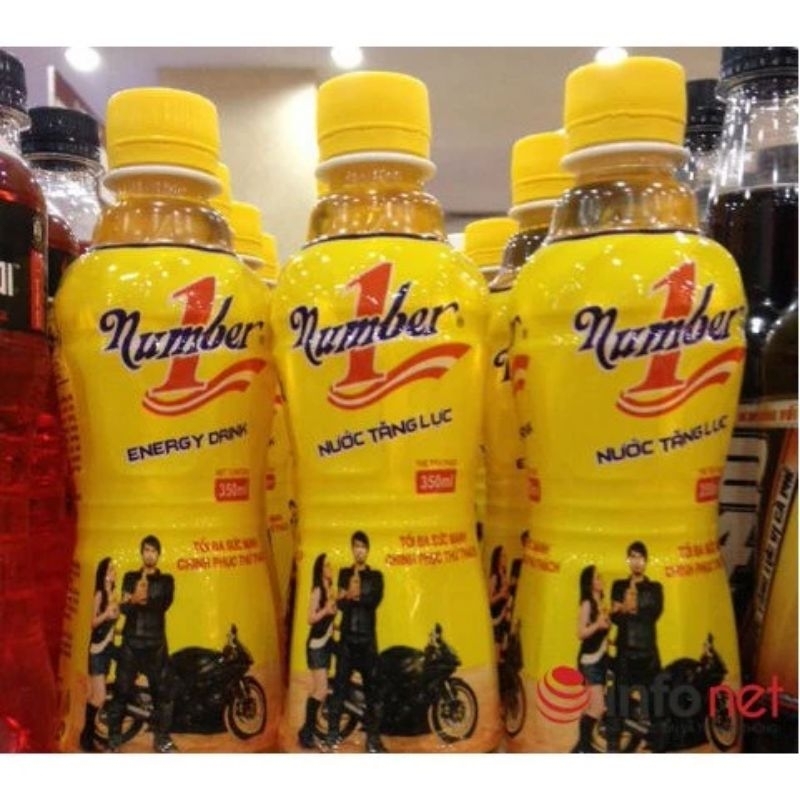 Number 1
ENERGY DRINK
350ml
TỐI ĐA SỨC MẠNH
CHINH PHỤC THỬ THÁCH
Number 1
NƯỚC TĂNG LỰC
350ml
TỐI ĐA SỨC MẠNH
CHINH PHỤC THỬ THÁCH
Number 1
NƯỚC TĂNG LỰC
TỐI ĐA SỨC
CHINH PHỤC THỬ
infonet